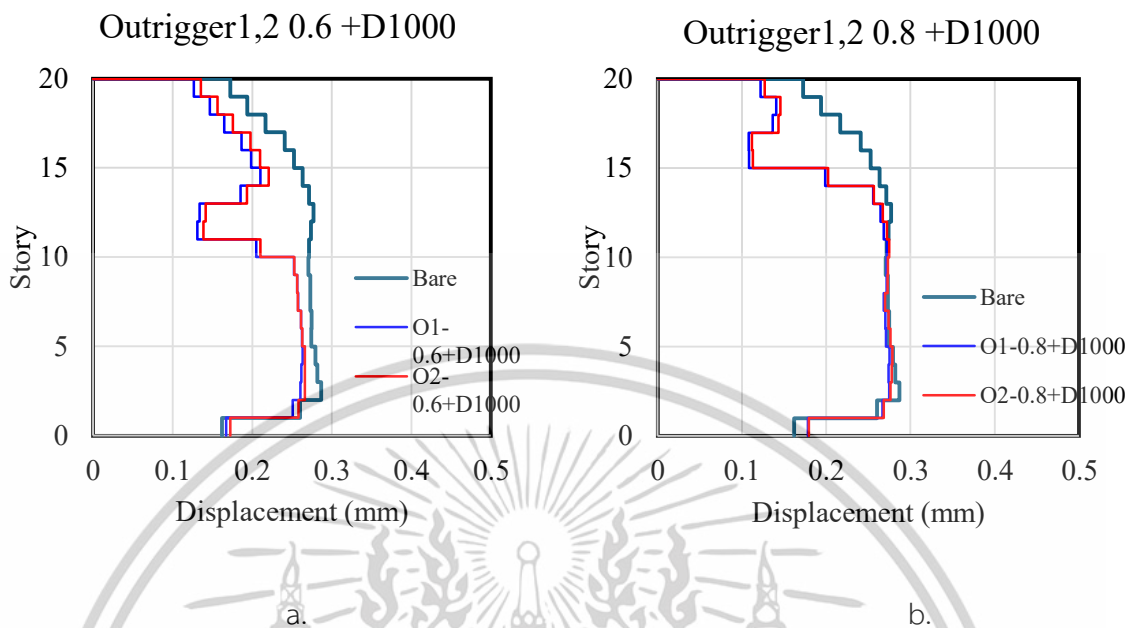 Outrigger1,2 0.6 +D1000
20
15
10
5
0
Story
0 0.1 0.2 0.3 0.4 0.5
Displacement (mm)
Bare
O1-
0.6+D1000
O2-
0.6+D1000
a.
Outrigger1,2 0.8 +D1000
20
15
10
5
0
Story
0 0.1 0.2 0.3 0.4 0.5
Displacement (mm)
Bare
O1-0.8+D1000
O2-0.8+D1000
b.